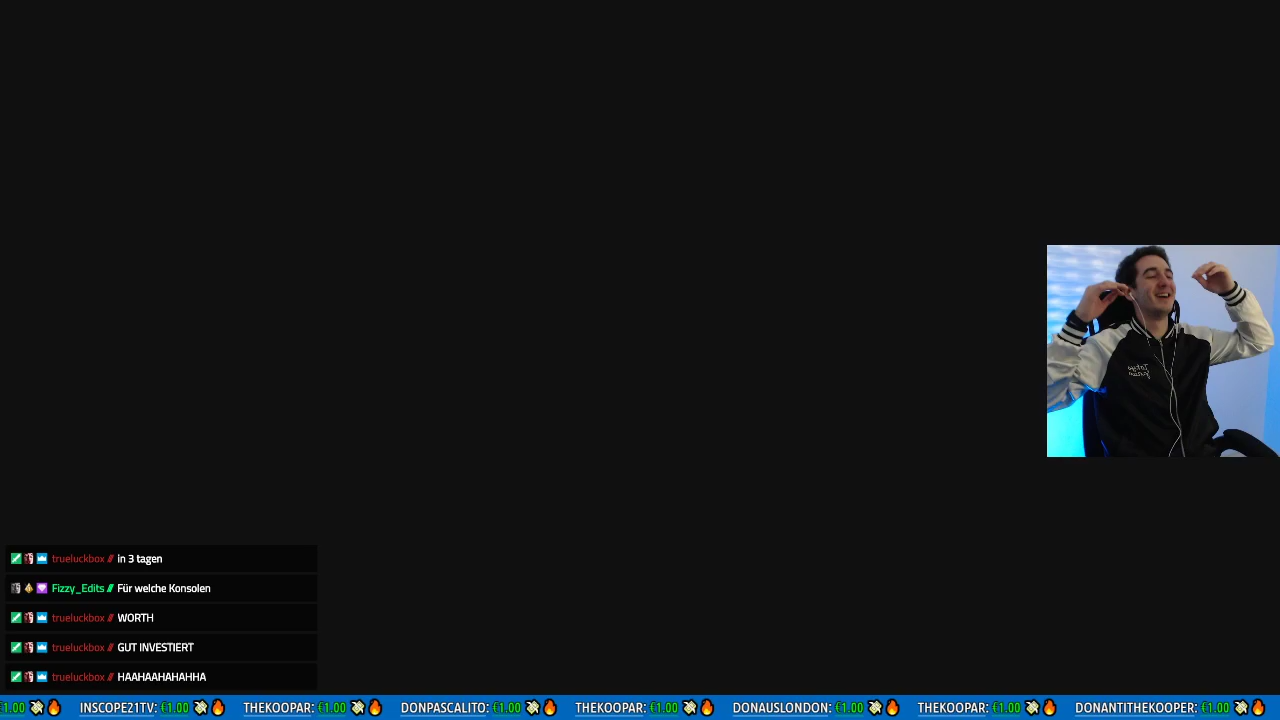 trueluckbox // in 3 tagen
Fizzy_Edits // Für welche Konsolen
trueluckbox // WORTH
trueluckbox // GUT INVESTIERT
trueluckbox // HAAHAAHAHAHHA
€1.00 INSCOPE21TV: €1.00 THEKOOPAR: €1.00 DONPASCALITO: €1.00 THEKOOPAR: €1.00 DONAUSLONDON: €1.00 THEKOOPAR: €1.00 DONANTITHEKOOPER: €1.00